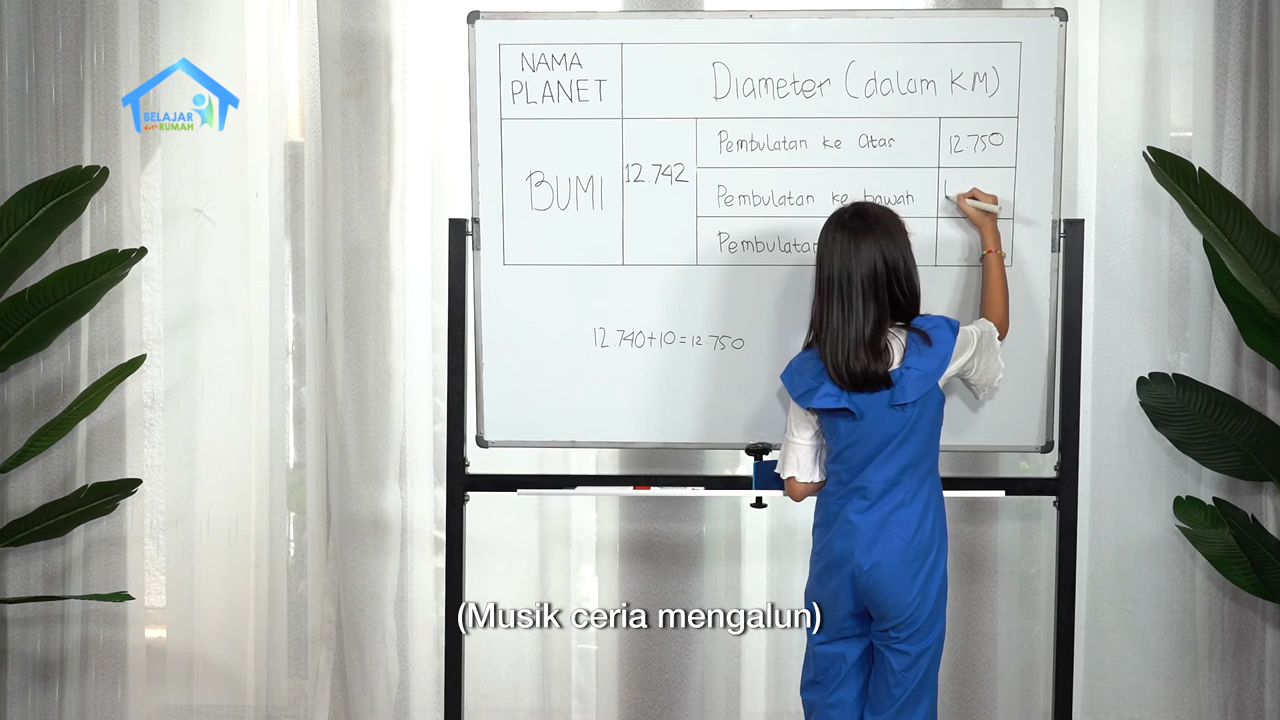 BELAJAR
dari RUMAH
NAMA
PLANET
Diameter (dalam KM)
BUMI
12.742
Pembulatan ke Atas
12.750
Pembulatan ke bawah
Pembulatan
12.740+10=12.750
(Musik ceria mengalun)